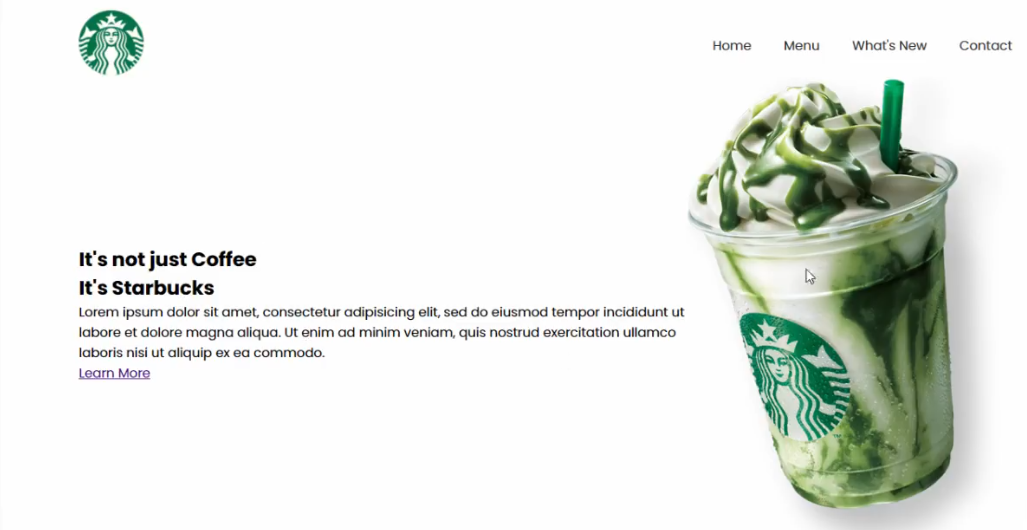 Home Menu What's New Contact
It's not just Coffee
It's Starbucks
Lorem ipsum dolor sit amet, consectetur adipisicing elit, sed do eiusmod tempor incididunt ut
labore et dolore magna aliqua. Ut enim ad minim veniam, quis nostrud exercitation ullamco
laboris nisi ut aliquip ex ea commodo.
Learn More